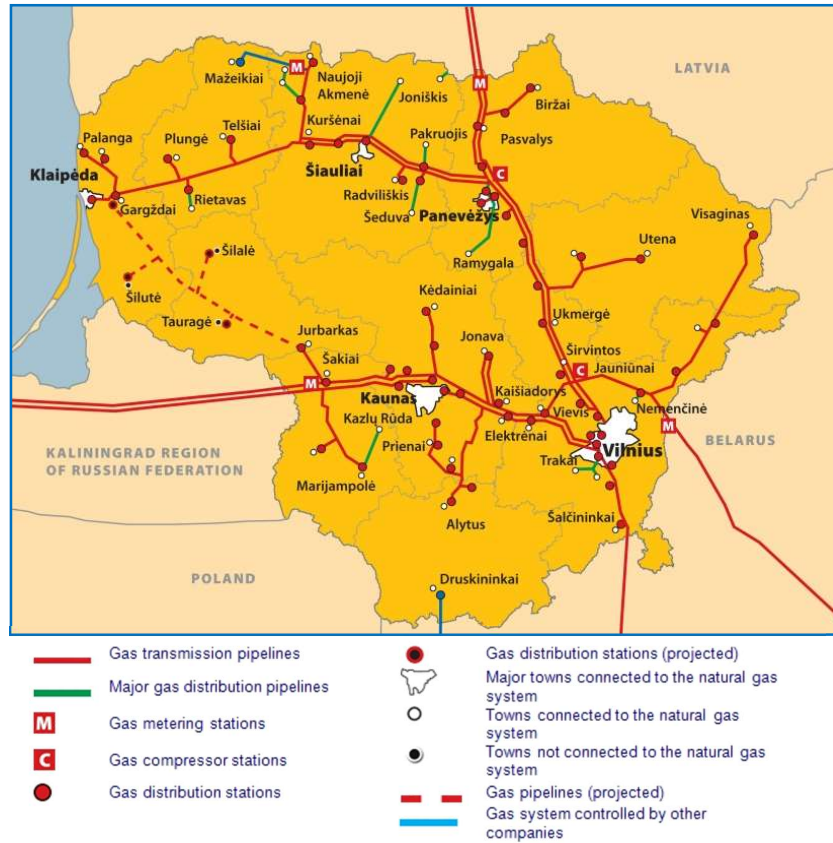 LATVIA
M
Mažeikiai
Naujoji
Akmenė
M
Joniškis
Biržai
Palanga
Plungė
Telšiai
Kuršėnai
Pakruojis
Pasvalys
Klaipėda
Šiauliai
C
Gargždai
Rietavas
Radviliškis
Šeduva
Panevėžys
Visaginas
Šilalė
Ramygala
Utena
Šilutė
Kėdainiai
Tauragė
Jurbarkas
Jonava
Ukmergė
Širvintos
Šakiai
C
Jauniūnai
M
Kaunas
Kaišiadorys
Kazlų Rūda
Vievis
Nemenčinė
M
KALININGRAD REGION
OF RUSSIAN FEDERATION
Prienai
Elektrėnai
Vilnius
BELARUS
Trakai
Marijampolė
Alytus
Šalčininkai
POLAND
Druskininkai
Gas transmission pipelines
Major gas distribution pipelines
M
Gas metering stations
C
Gas compressor stations
Gas distribution stations
Gas distribution stations (projected)
Major towns connected to the natural gas
system
Towns connected to the natural gas
system
Towns not connected to the natural gas
system
Gas pipelines (projected)
Gas system controlled by other
companies